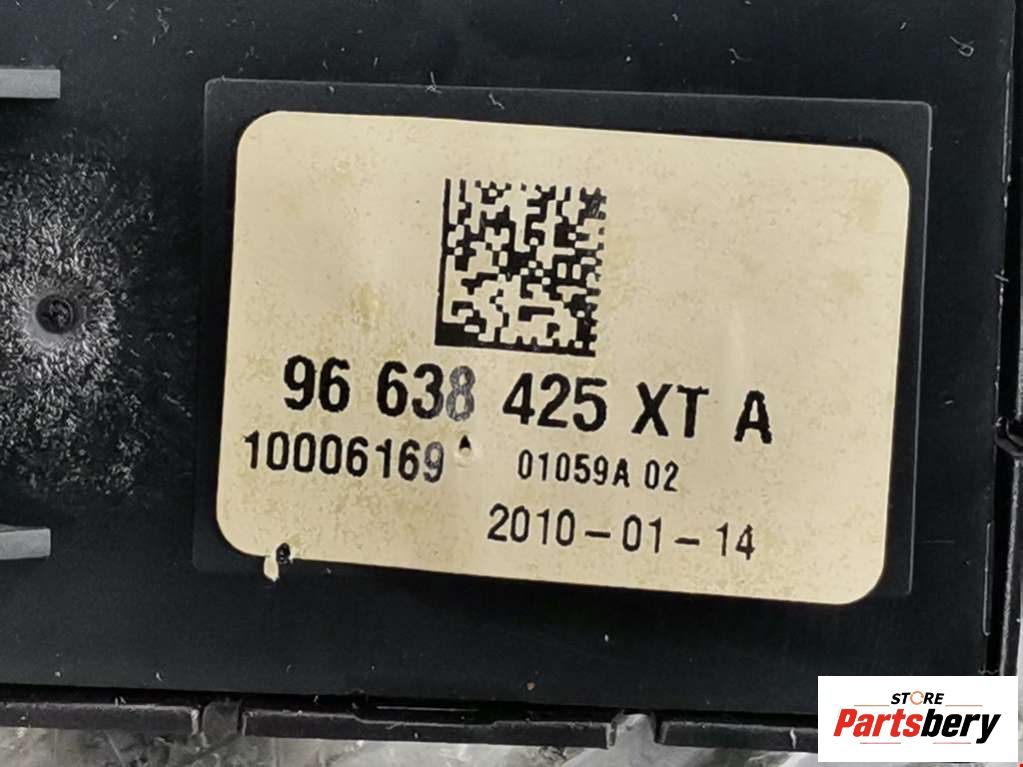 96 638 425 XT A
10006169 01059A 02
2010-01-14
STORE
Partsbery